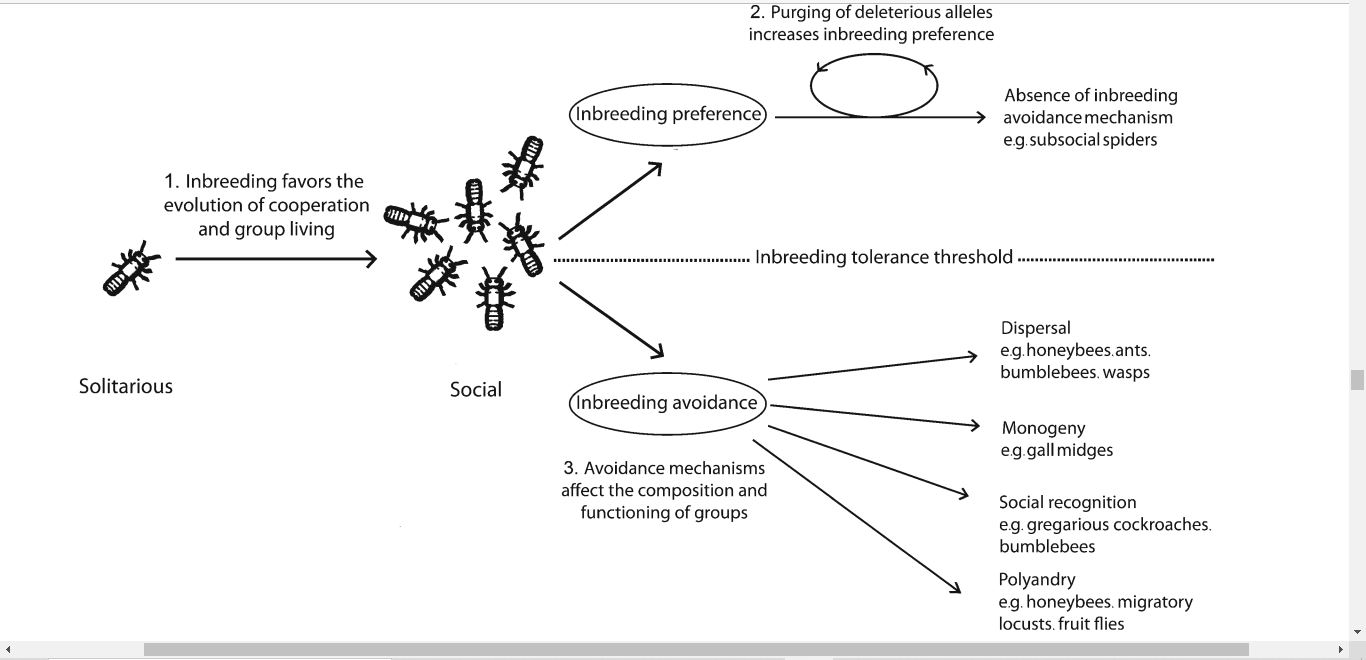 2. Purging of deleterious alleles
increases inbreeding preference
Inbreeding preference
Absence of inbreeding
avoidance mechanism
e.g. subsocial spiders
1. Inbreeding favors the
evolution of cooperation
and group living
Inbreeding tolerance threshold
Solitarious
Social
Inbreeding avoidance
3. Avoidance mechanisms
affect the composition and
functioning of groups
Dispersal
e.g. honeybees. ants.
bumblebees. wasps
Monogeny
e.g. gall midges
Social recognition
e.g. gregarious cockroaches.
bumblebees
Polyandry
e.g. honeybees. migratory
locusts. fruit flies